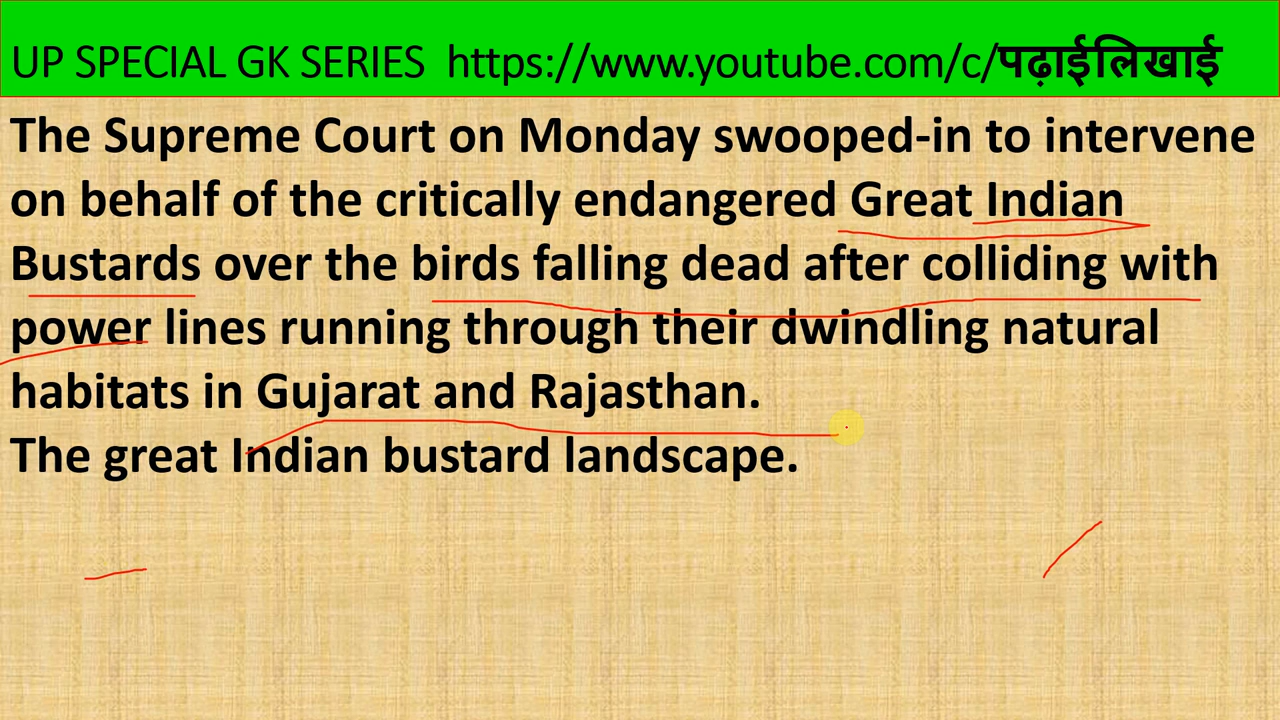 UP SPECIAL GK SERIES https://www.youtube.com/c/पढ़ाईलिखाई
The Supreme Court on Monday swooped-in to intervene
on behalf of the critically endangered Great Indian
Bustards over the birds falling dead after colliding with
power lines running through their dwindling natural
habitats in Gujarat and Rajasthan.
The great Indian bustard landscape.